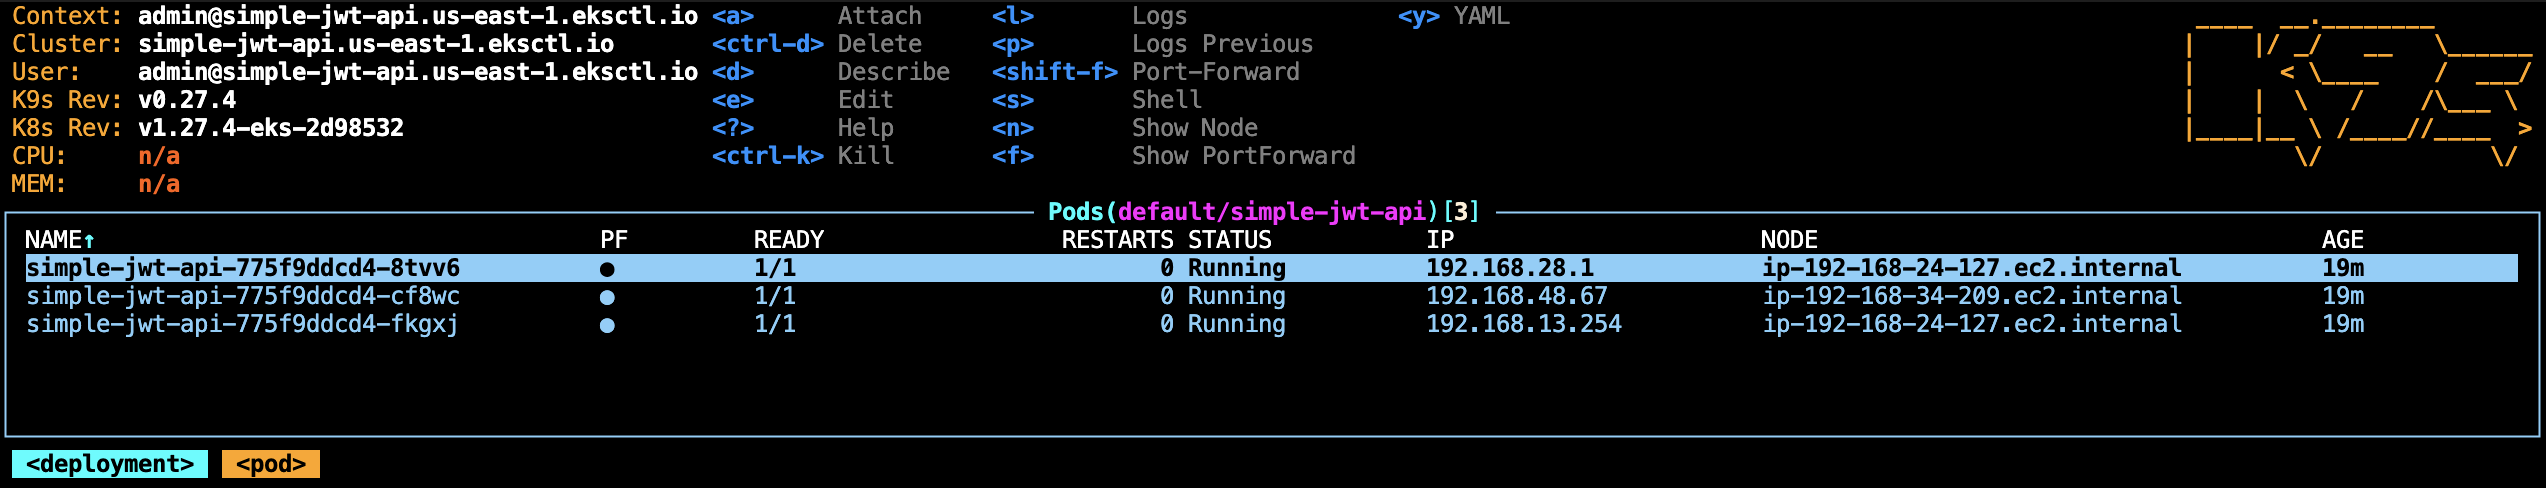 Context: admin@simple-jwt-api.us-east-1.eksctl.io <a> Attach <l> Logs <y> YAML
Cluster: simple-jwt-api.us-east-1.eksctl.io <ctrl-d> Delete <p> Logs Previous
User: admin@simple-jwt-api.us-east-1.eksctl.io <d> Describe <shift-f> Port-Forward
K9s Rev: v0.27.4 <e> Edit <s> Shell
K8s Rev: v1.27.4-eks-2d98532 <?> Help <n> Show Node
CPU: n/a <ctrl-k> Kill <f> Show PortForward
MEM: n/a
K9s
Pods(default/simple-jwt-api)[3]
NAME↑ PF READY RESTARTS STATUS IP NODE AGE
simple-jwt-api-775f9ddcd4-8tvv6 ● 1/1 0 Running 192.168.28.1 ip-192-168-24-127.ec2.internal 19m
simple-jwt-api-775f9ddcd4-cf8wc ● 1/1 0 Running 192.168.48.67 ip-192-168-34-209.ec2.internal 19m
simple-jwt-api-775f9ddcd4-fkgxj ● 1/1 0 Running 192.168.13.254 ip-192-168-24-127.ec2.internal 19m
<deployment> <pod>